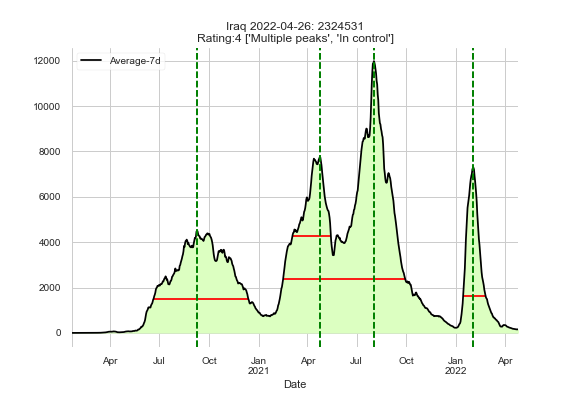 Iraq 2022-04-26: 2324531
Rating:4 ['Multiple peaks', 'In control']
Average-7d
12000
10000
8000
6000
4000
2000
0
Apr Jul Oct Jan Apr Jul Oct Jan Apr
2021 2022
Date